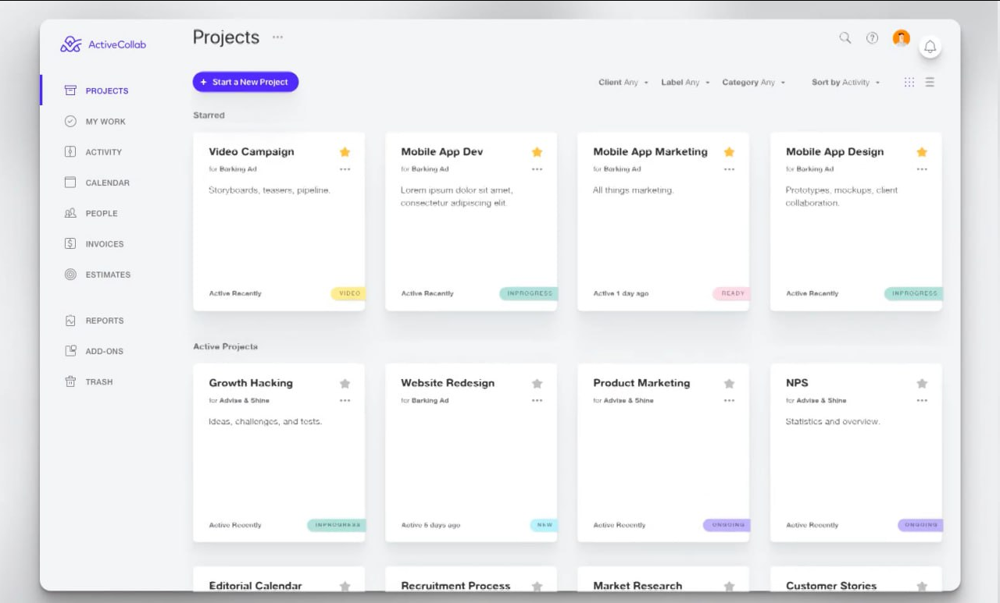 ActiveCollab
Projects
PROJECTS
MY WORK
ACTIVITY
CALENDAR
PEOPLE
INVOICES
ESTIMATES
REPORTS
ADD-ONS
TRASH
+ Start a New Project
Client Any
Label Any
Category Any
Sort by Activity
Starred
Video Campaign
for Barking Ad
Storyboards, teasers, pipeline.
Active Recently
VIDEO
Mobile App Dev
for Barking Ad
Lorem ipsum dolor sit amet,
consectetur adipiscing elit.
Active Recently
INPROGRESS
Mobile App Marketing
for Barking Ad
All things marketing.
Active 1 day ago
READY
Mobile App Design
for Barking Ad
Prototypes, mockups, client
collaboration.
Active Recently
INPROGRESS
Active Projects
Growth Hacking
for Advise & Shine
Ideas, challenges, and tests.
Active Recently
INPROGRESS
Website Redesign
for Barking Ad
Active 6 days ago
NEW
Product Marketing
for Advise & Shine
Active Recently
ONGOING
NPS
for Advise & Shine
Statistics and overview.
Active Recently
ONGOING
Editorial Calendar
Recruitment Process
Market Research
Customer Stories